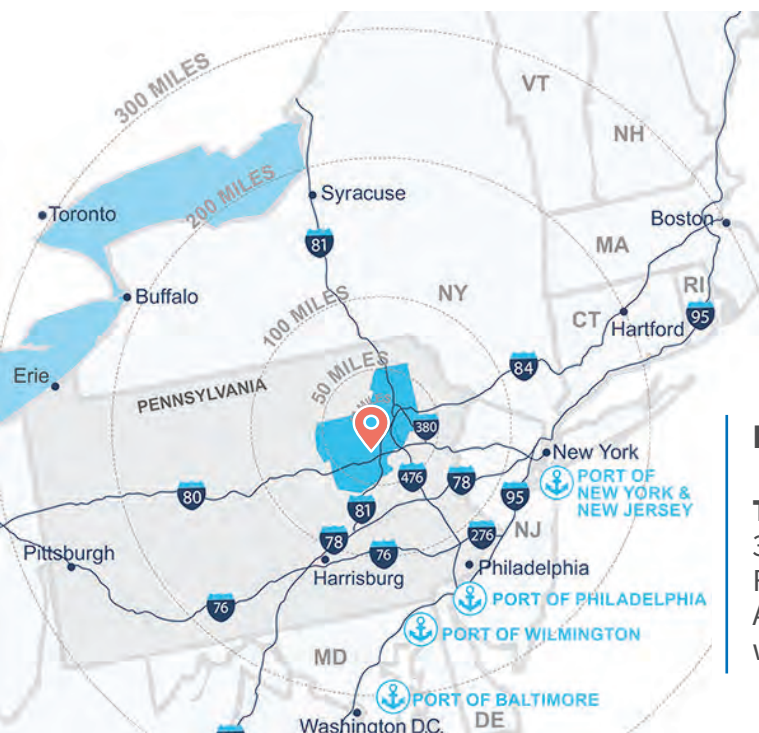 300 MILES
VT
NH
200 MILES
Syracuse
Toronto
Boston
81
MA
NY
RI
Buffalo
100 MILES
CT
Hartford
95
50 MILES
84
Erie
PENNSYLVANIA
MILES
380
New York
80
476
78
95
PORT OF
NEW YORK &
NEW JERSEY
81
NJ
78
276
76
Pittsburgh
Harrisburg
Philadelphia
76
PORT OF PHILADELPHIA
PORT OF WILMINGTON
MD
PORT OF BALTIMORE
Washington D.C.
DE